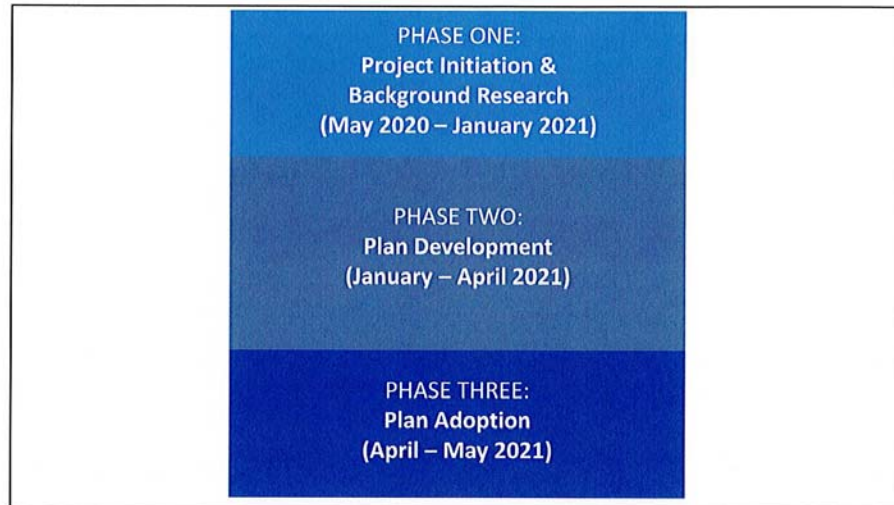 PHASE ONE:
Project Initiation &
Background Research
(May 2020 – January 2021)
PHASE TWO:
Plan Development
(January – April 2021)
PHASE THREE:
Plan Adoption
(April – May 2021)